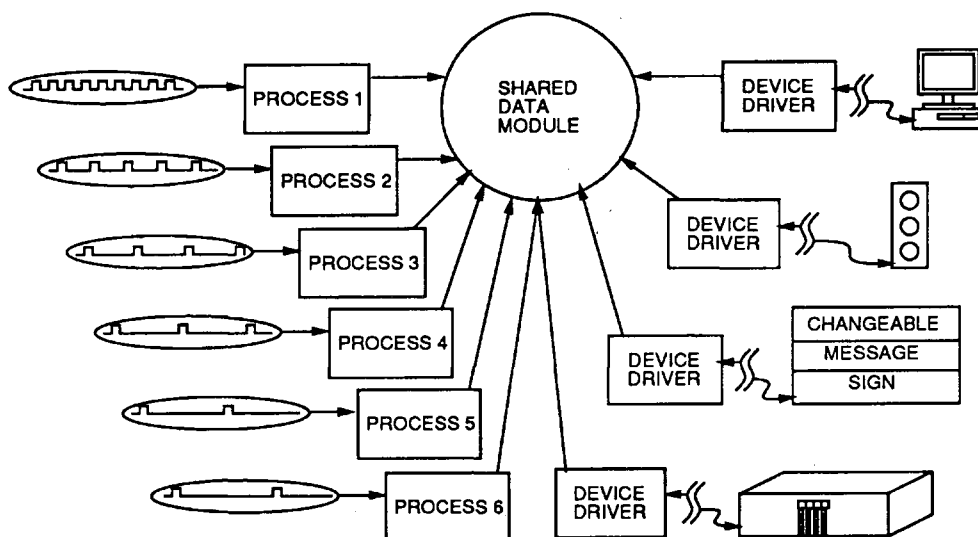 SHARED
DATA
MODULE
PROCESS 1
PROCESS 2
PROCESS 3
PROCESS 4
PROCESS 5
PROCESS 6
DEVICE
DRIVER
DEVICE
DRIVER
DEVICE
DRIVER
DEVICE
DRIVER
CHANGEABLE
MESSAGE
SIGN